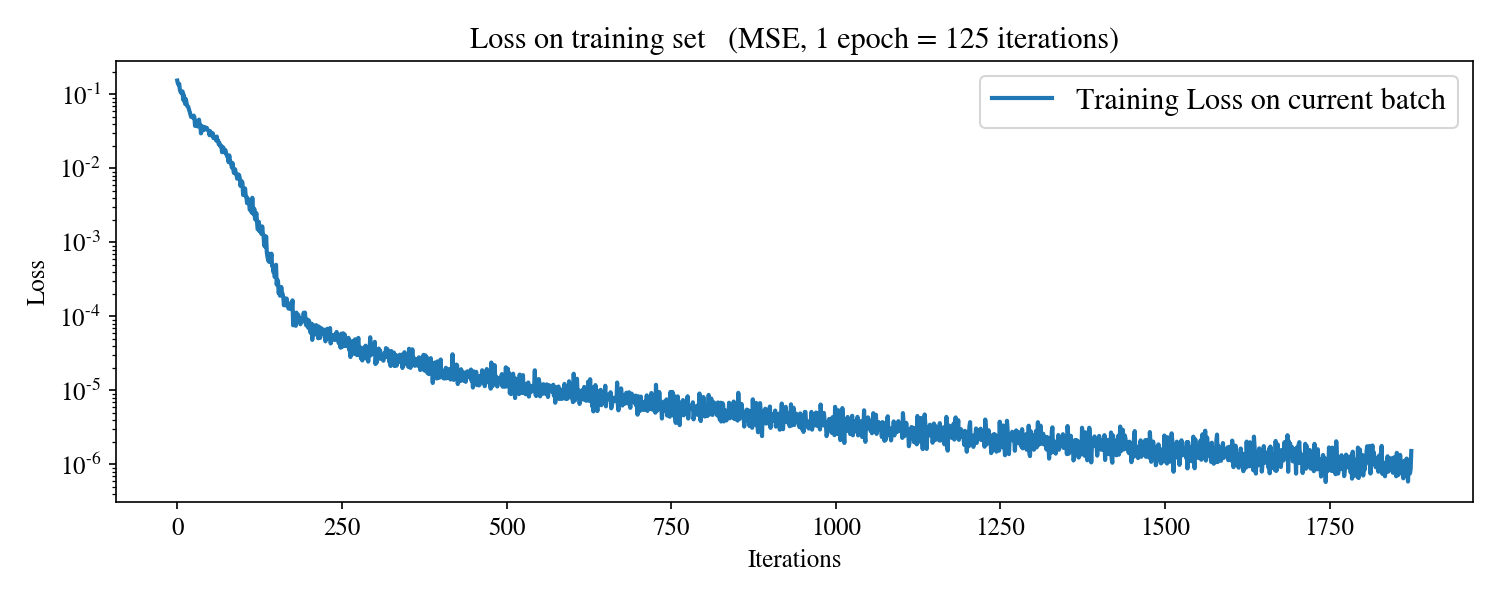 Loss on training set (MSE, 1 epoch = 125 iterations)
Training Loss on current batch
Loss
10^-1
10^-2
10^-3
10^-4
10^-5
10^-6
0 250 500 750 1000 1250 1500 1750
Iterations